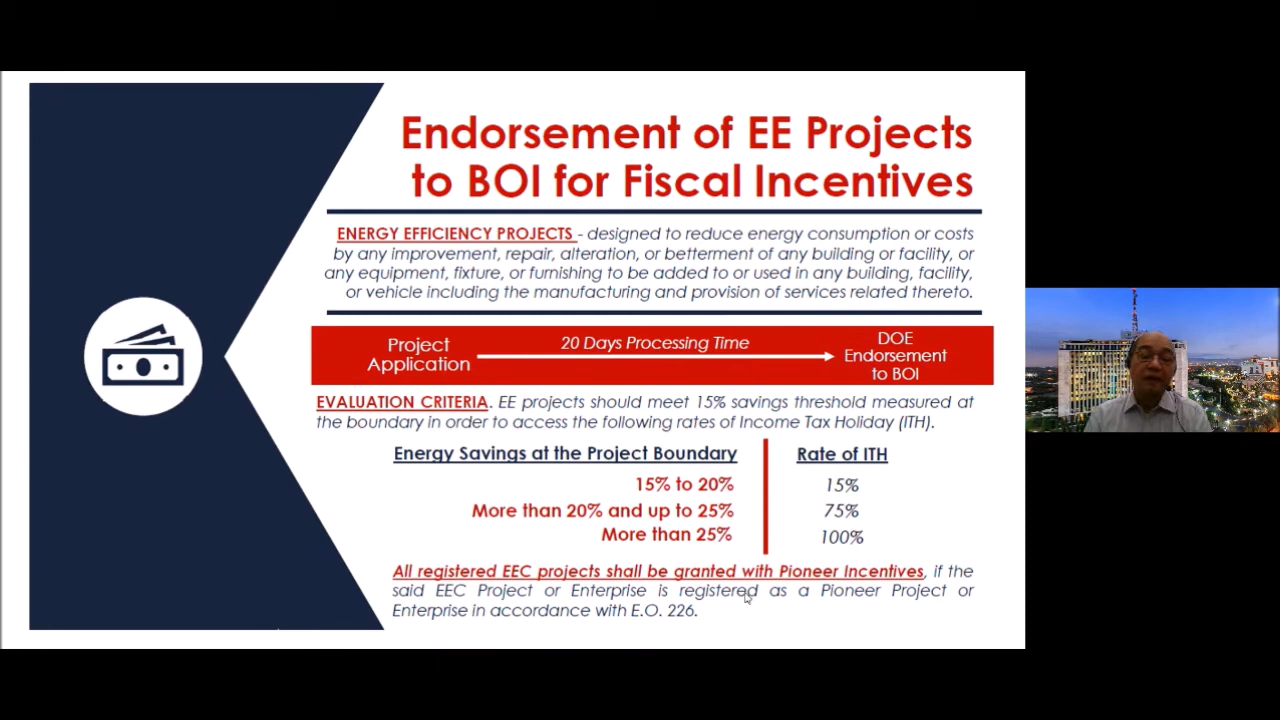 Endorsement of EE Projects
to BOI for Fiscal Incentives
ENERGY EFFICIENCY PROJECTS - designed to reduce energy consumption or costs
by any improvement, repair, alteration, or betterment of any building or facility, or
any equipment, fixture, or furnishing to be added to or used in any building, facility,
or vehicle including the manufacturing and provision of services related thereto.
Project
Application
20 Days Processing Time
DOE
Endorsement
to BOI
EVALUATION CRITERIA. EE projects should meet 15% savings threshold measured at
the boundary in order to access the following rates of Income Tax Holiday (ITH).
Energy Savings at the Project Boundary Rate of ITH
15% to 20% 15%
More than 20% and up to 25% 75%
More than 25% 100%
All registered EEC projects shall be granted with Pioneer Incentives, if the
said EEC Project or Enterprise is registered as a Pioneer Project or
Enterprise in accordance with E.O. 226.